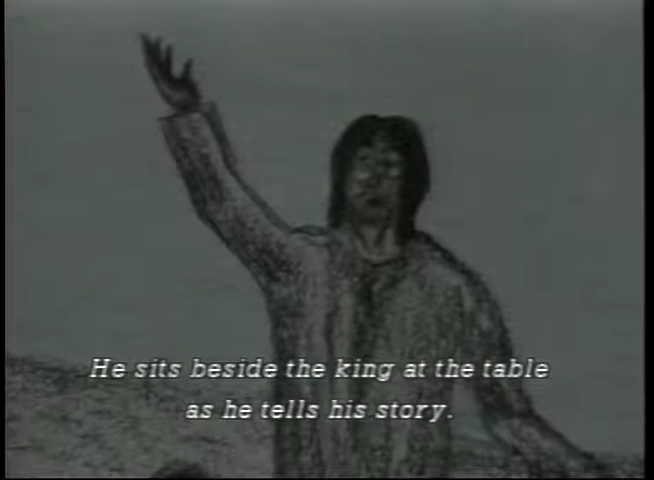 He sits beside the king at the table
as he tells his story.